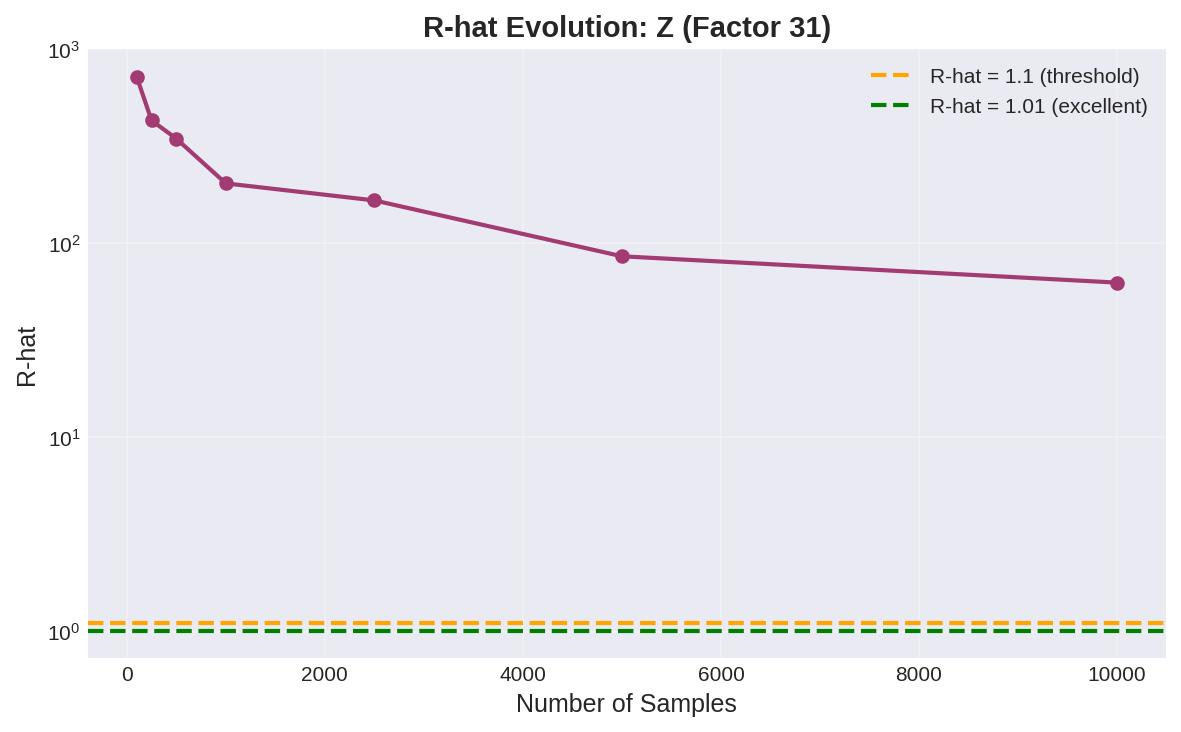 R-hat Evolution: Z (Factor 31)
R-hat = 1.1 (threshold)
R-hat = 1.01 (excellent)
R-hat
10³
10²
10¹
10⁰
0 2000 4000 6000 8000 10000
Number of Samples